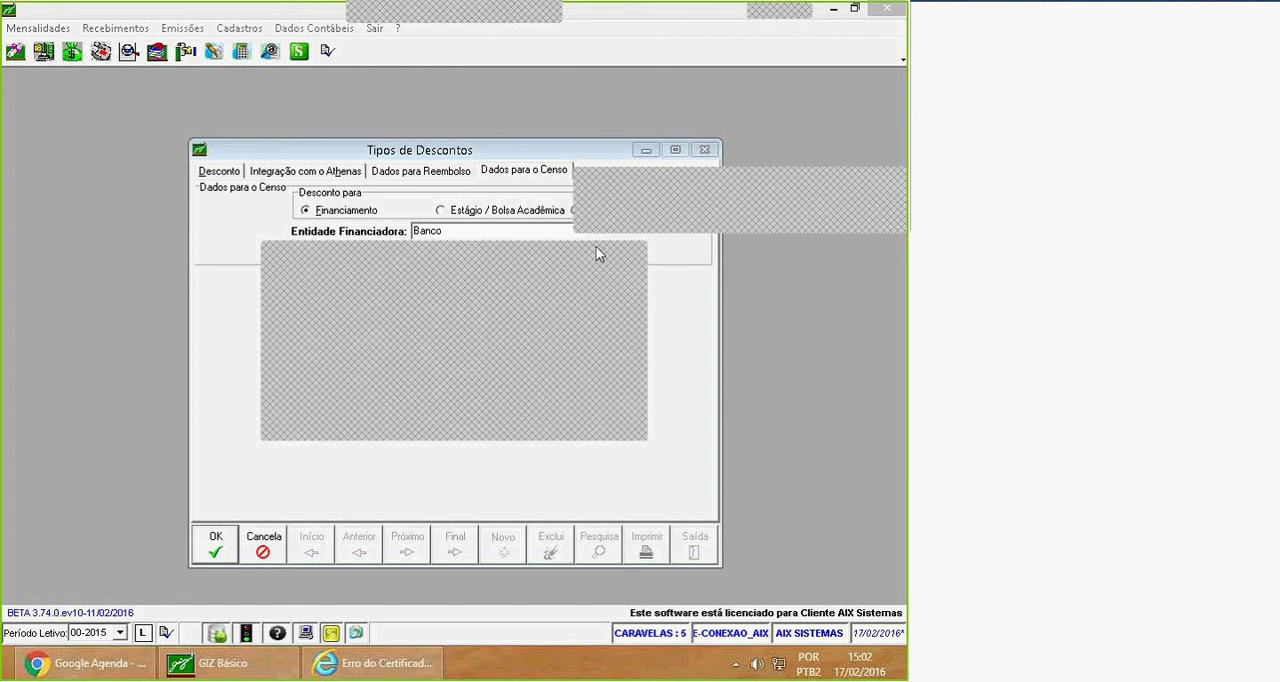 Mensalidades Recebimentos Emissões Cadastros Dados Contábeis Sair ?
Tipos de Descontos
Desconto Integração com o Athenas Dados para Reembolso Dados para o Censo
Dados para o Censo
Desconto para
Financiamento Estágio / Bolsa Acadêmica
Entidade Financiadora: Banco
OK Cancela Início Anterior Próximo Final Novo Exclui Pesquisa Imprimir Saída
BETA 3.74.0.ev10-11/02/2016 Este software está licenciado para Cliente AIX Sistemas
Período Letivo: 00-2015 L CARAVELAS : 5 E-CONEXAO_AIX AIX SISTEMAS 17/02/2016*
Google Agenda - ... GIZ Básico Erro do Certificad... POR 15:02
PTB2 17/02/2016